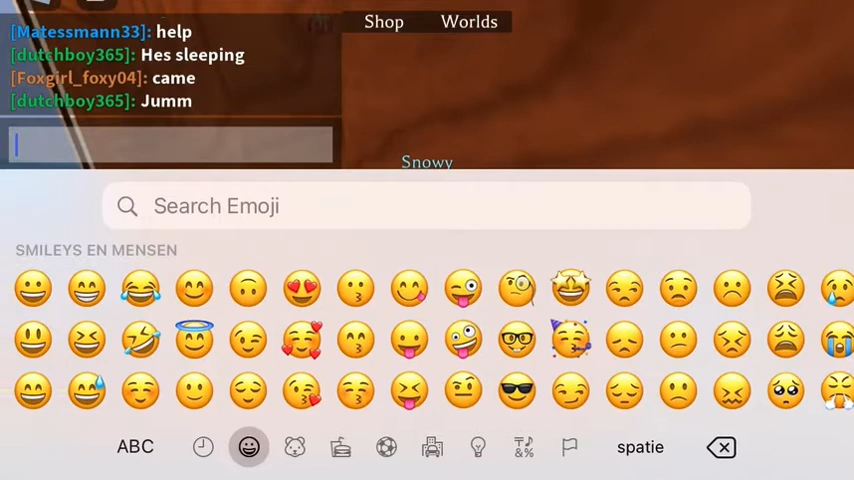 Shop Worlds
[Matessmann33]: help
[dutchboy365]: Hes sleeping
[Foxgirl_foxy04]: came
[dutchboy365]: Jumm
Snowy
Search Emoji
SMILEYS EN MENSEN
ABC spatie